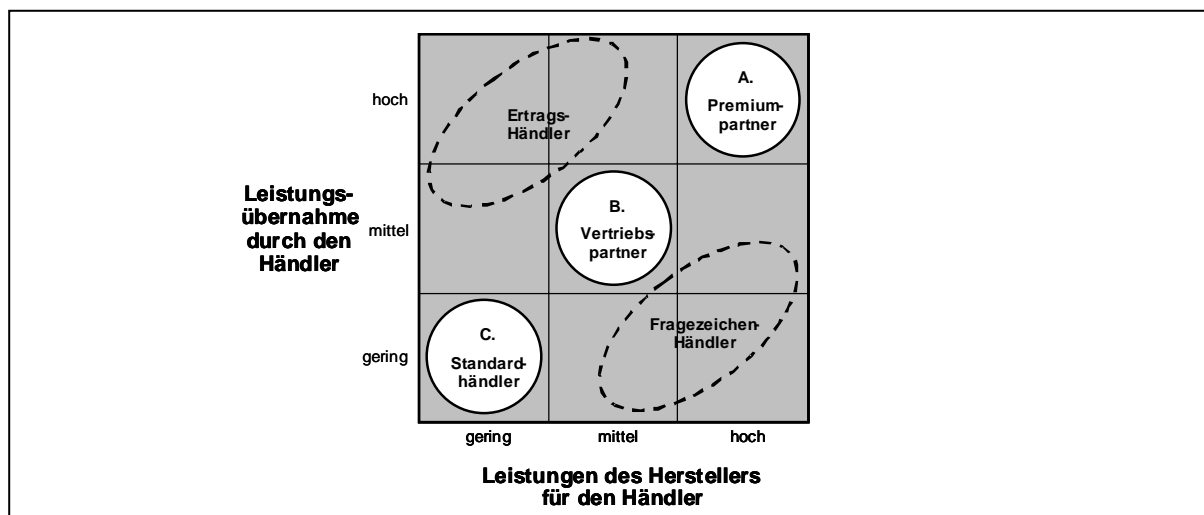 A.
Premium-
partner
hoch
Ertrags-
Händler
Leistungs-
übernahme
durch den
Händler
mittel
B.
Vertriebs-
partner
C.
Standard-
händler
gering
Fragezeichen-
Händler
gering
mittel
hoch
Leistungen des Herstellers
für den Händler